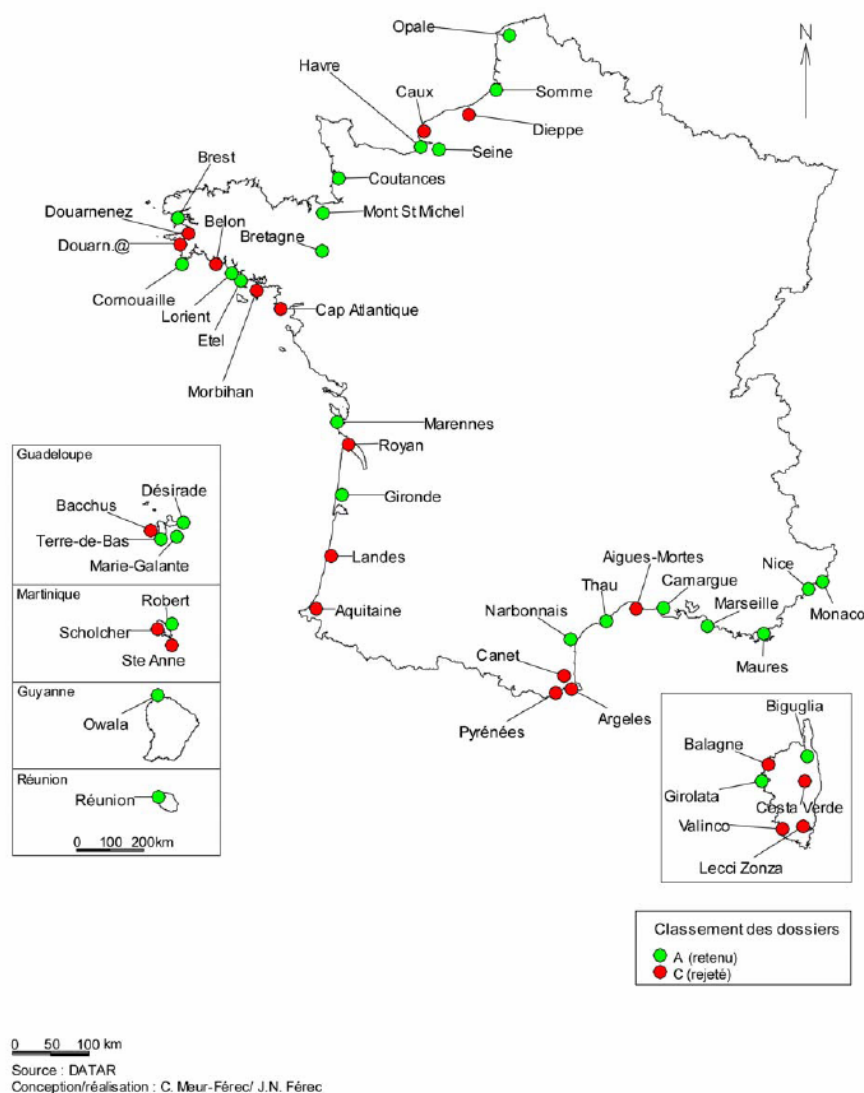 Opale
N
Havre
Caux
Somme
Dieppe
Seine
Brest
Coutances
Douarnenez
Belon
Mont St Michel
Douarn.@
Bretagne
Cornouaille
Lorient
Etel
Cap Atlantique
Morbihan
Marennes
Royan
Gironde
Landes
Aquitaine
Guadeloupe
Désirade
Bacchus
Terre-de-Bas
Marie-Galante
Martinique
Robert
Scholcher
Ste Anne
Guyanne
Owala
Réunion
Réunion
0 100 200km
Aigues-Mortes
Nice
Thau
Camargue
Monaco
Narbonnais
Marseille
Maures
Canet
Pyrénées
Argeles
Biguglia
Balagne
Girolata
Costa Verde
Valinco
Lecci Zonza
Classement des dossiers
A (retenu)
C (rejeté)
0 50 100 km
Source : DATAR
Conception/réalisation : C. Meur-Férec/ J.N. Férec